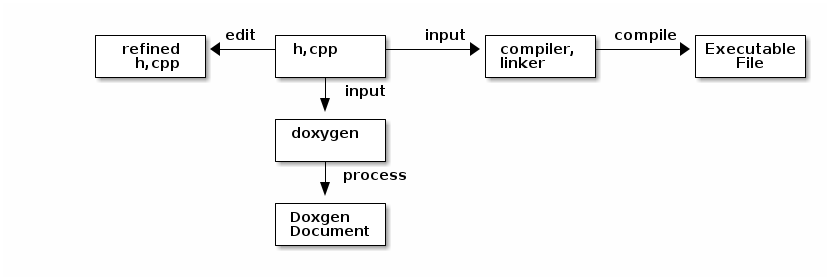 edit
input
compile
refined
h,cpp
h,cpp
compiler,
linker
Executable
File
input
doxygen
process
Doxgen
Document